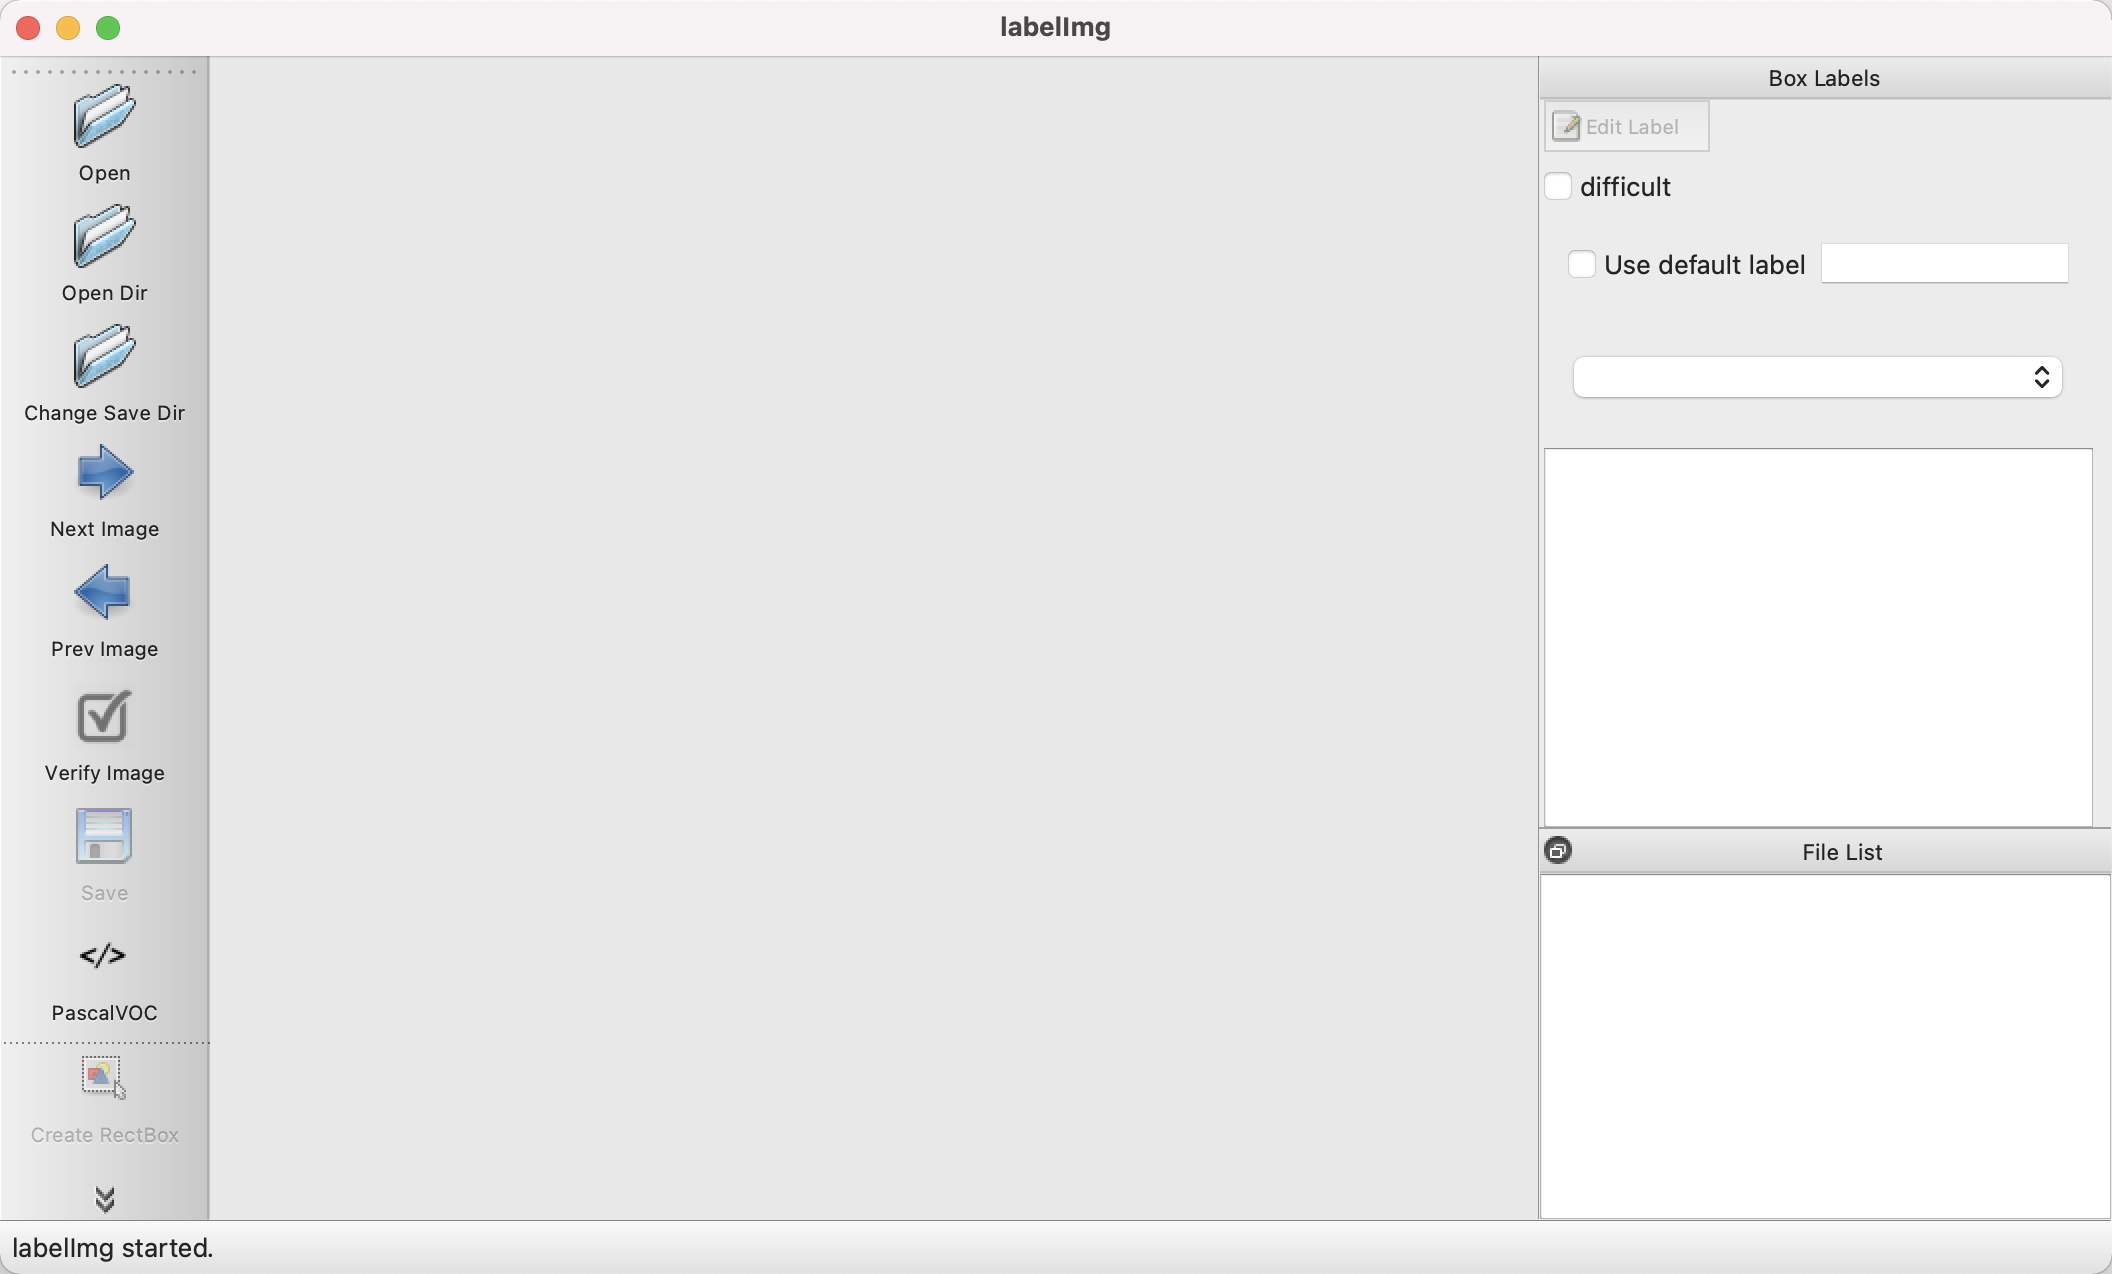 labelImg
Open
Open Dir
Change Save Dir
Next Image
Prev Image
Verify Image
Save
</>
PascalVOC
Create RectBox
Box Labels
Edit Label
difficult
Use default label
File List
labelImg started.